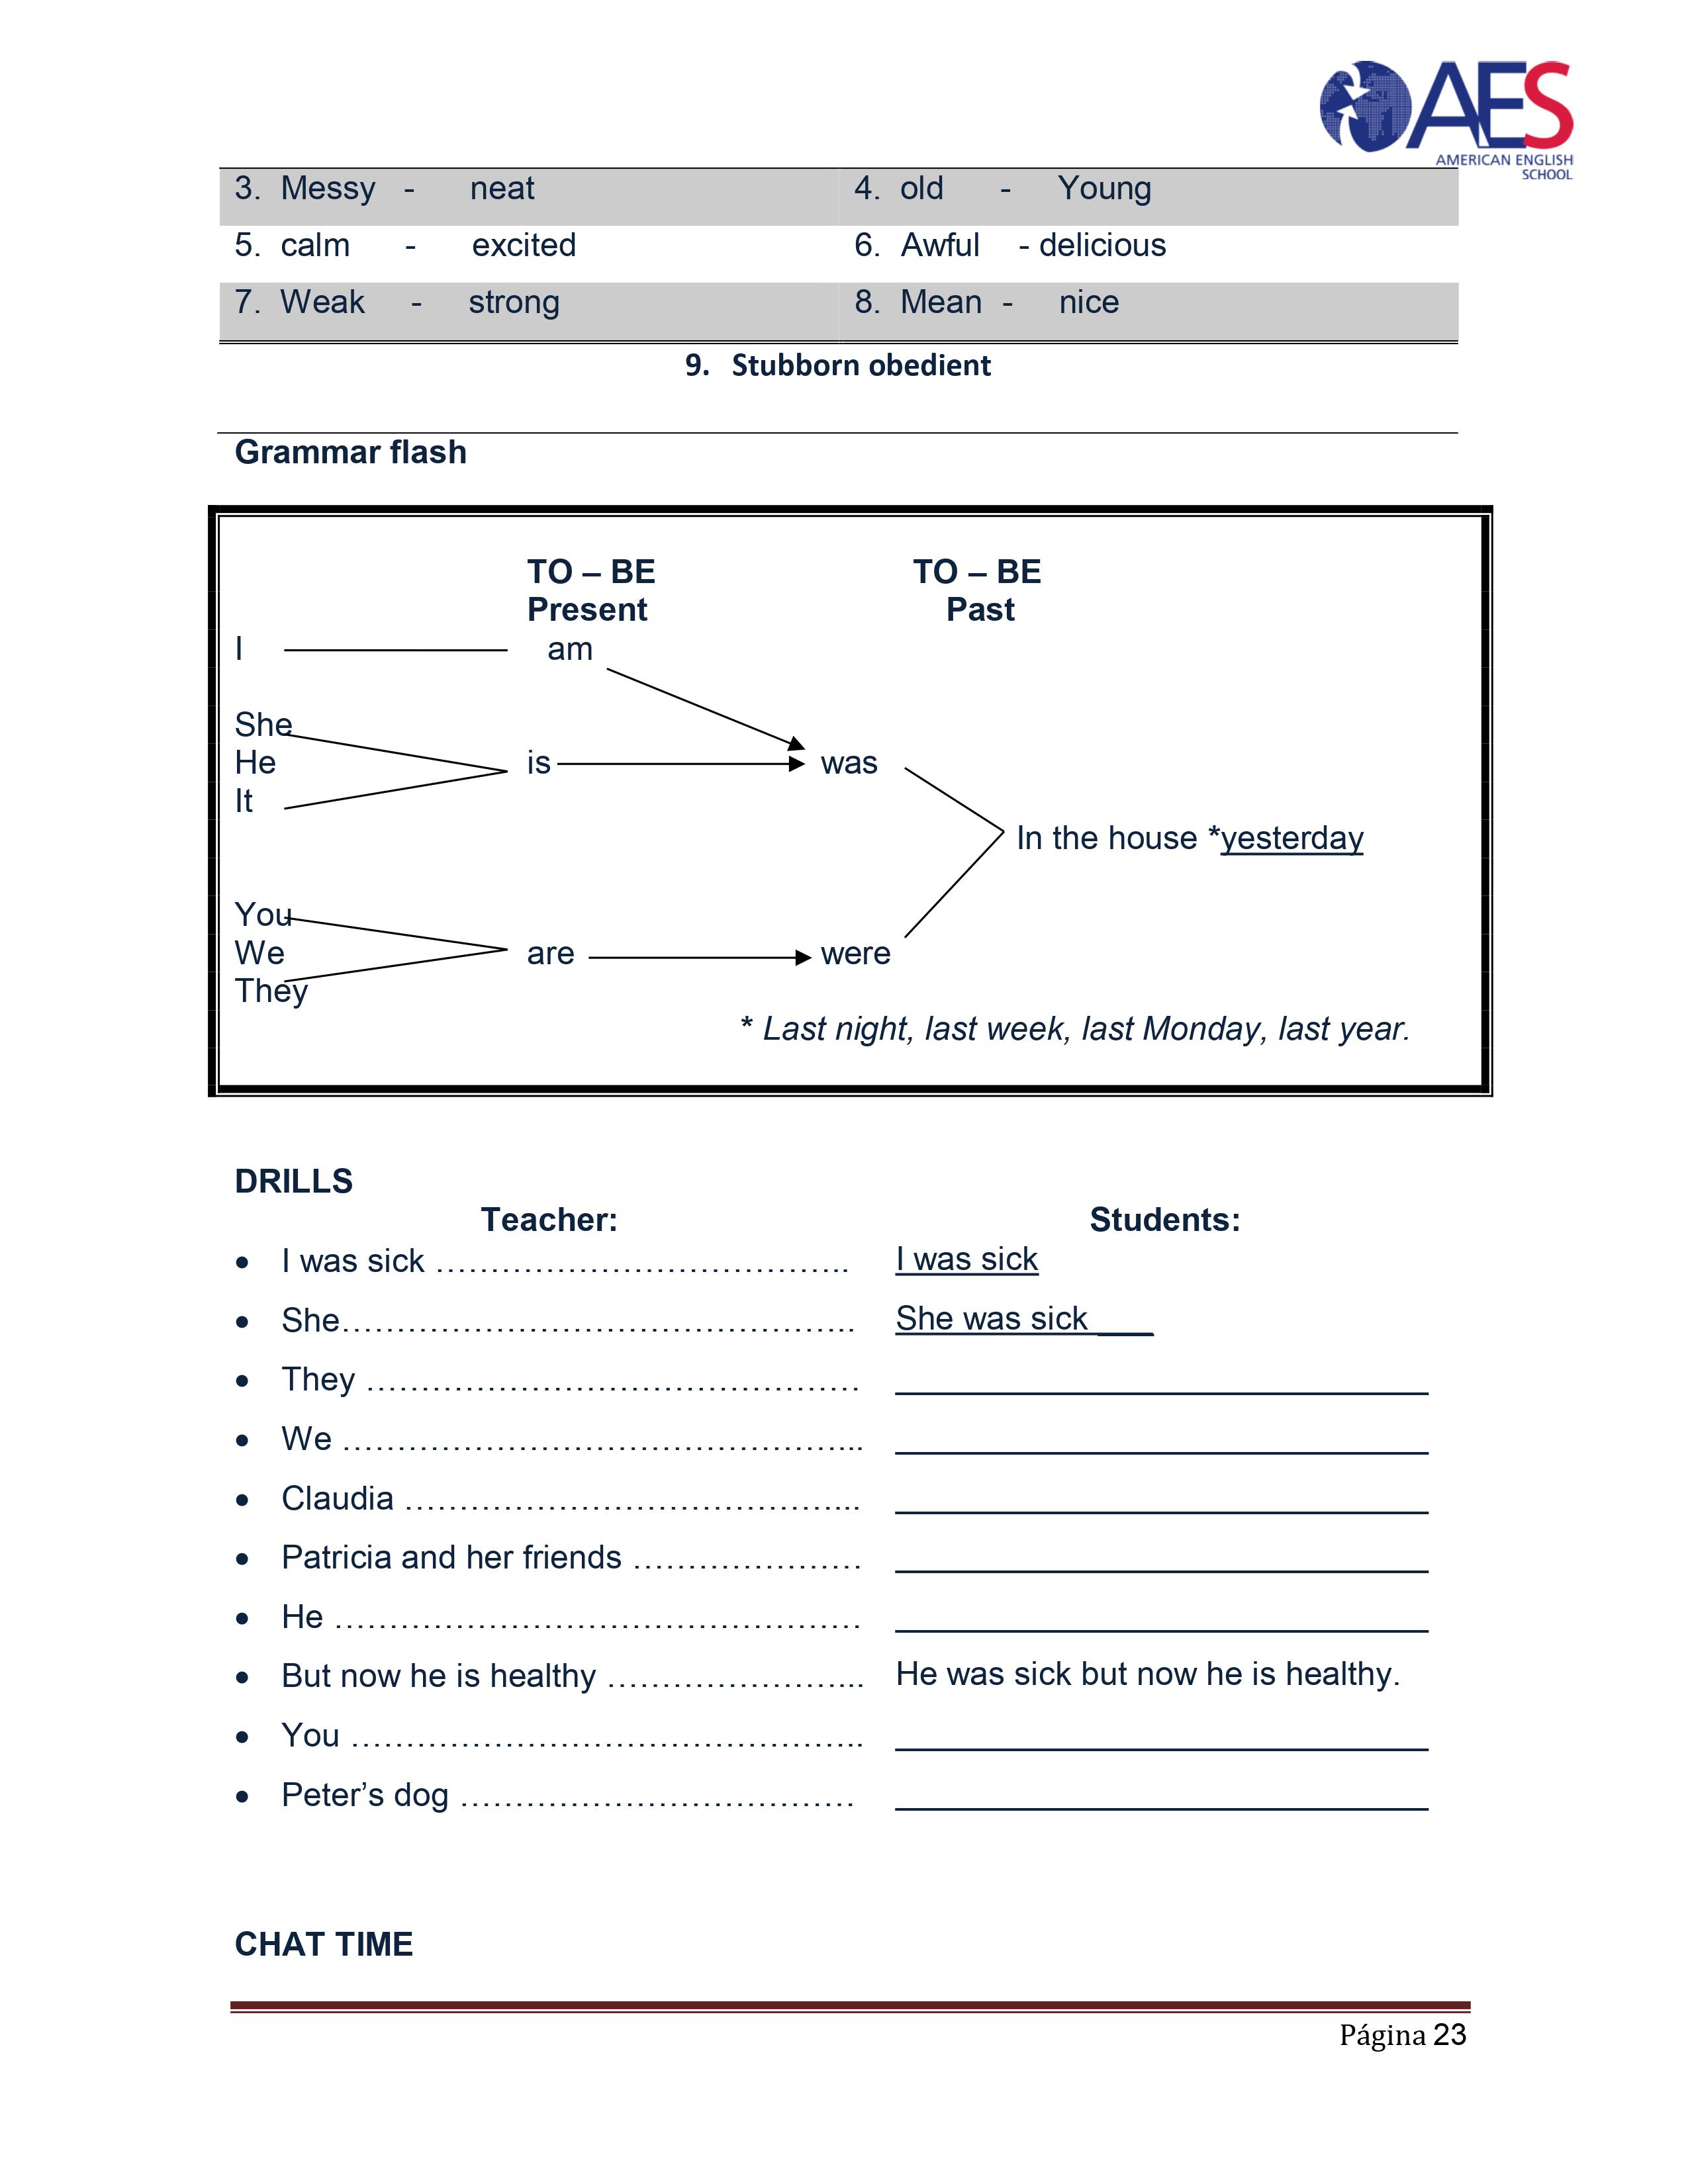 AES
AMERICAN ENGLISH
SCHOOL
3. Messy - neat 4. old - Young
5. calm - excited 6. Awful - delicious
7. Weak - strong 8. Mean - nice
9. Stubborn obedient
Grammar flash
TO – BE TO – BE
Present Past
I am
She
He is was
It
In the house *yesterday
You
We are were
They
* Last night, last week, last Monday, last year.
DRILLS
Teacher: Students:
• I was sick ………………………………….. I was sick
• She……………………………………………. She was sick ___
• They ………………………………………… ______________________________
• We …………………………………………….. ______________________________
• Claudia ……………………………………... ______________________________
• Patricia and her friends ………………… ______________________________
• He …………………………………………… ______________________________
• But now he is healthy …………………... He was sick but now he is healthy.
• You …………………………………………….. ______________________________
• Peter’s dog ……………………………… ______________________________
CHAT TIME
Página 23